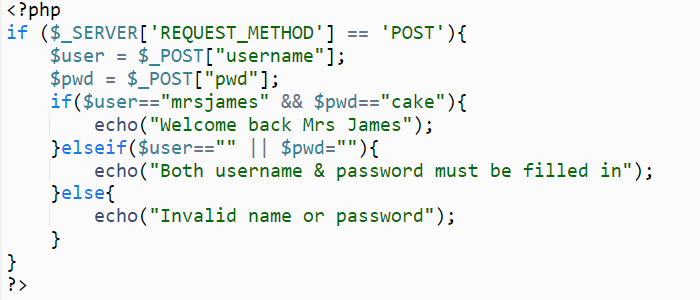 <?php
if ($_SERVER['REQUEST_METHOD'] == 'POST'){
    $user = $_POST["username"];
    $pwd = $_POST["pwd"];
    if($user=="mrsjames" && $pwd=="cake"){
        echo("Welcome back Mrs James");
    }elseif($user=="" || $pwd=""){
        echo("Both username & password must be filled in");
    }else{
        echo("Invalid name or password");
    }
}
?>